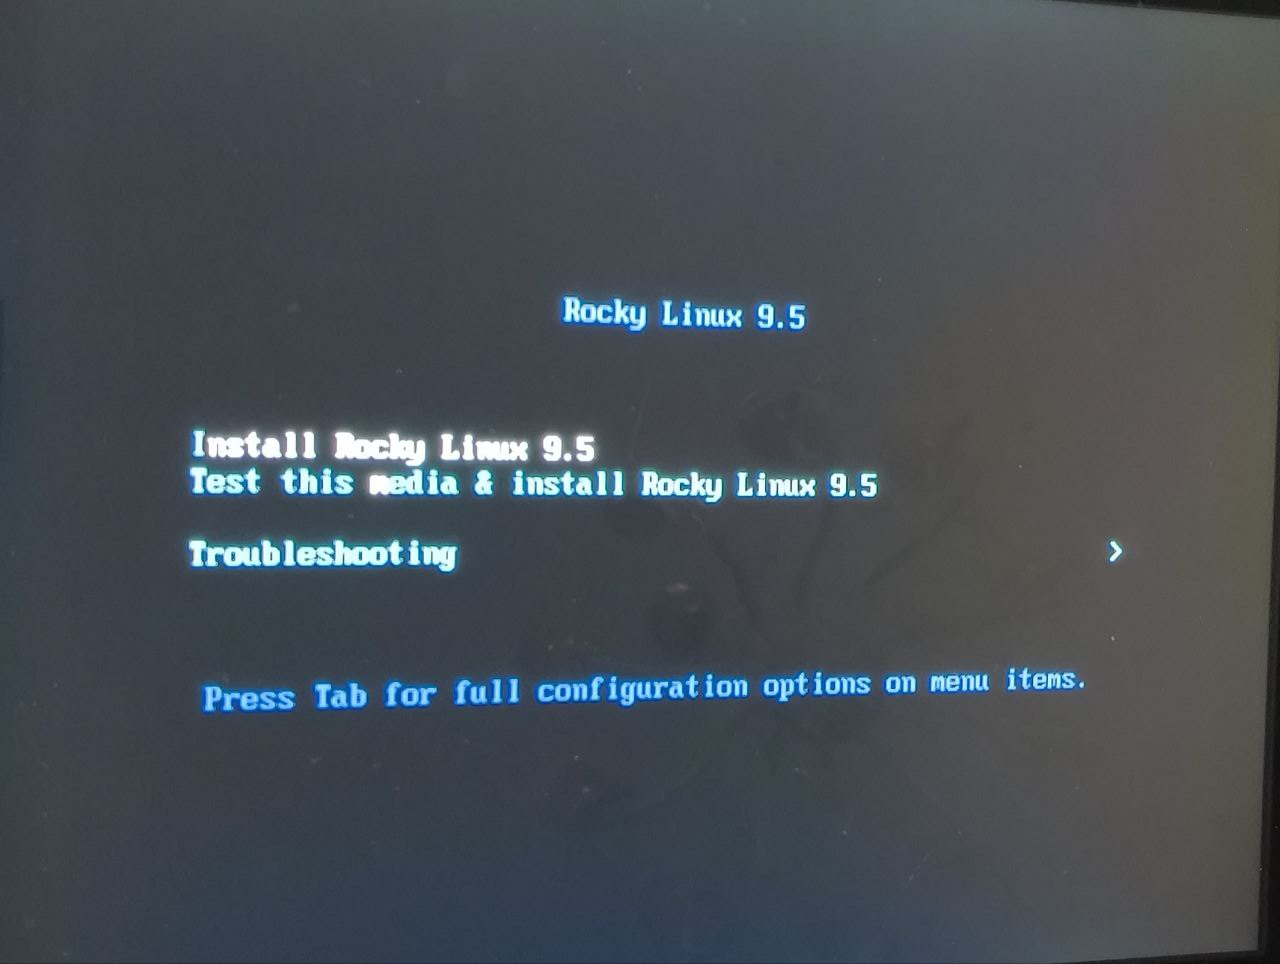 Rocky Linux 9.5
Install Rocky Linux 9.5
Test this media & install Rocky Linux 9.5
Troubleshooting >
Press Tab for full configuration options on menu items.